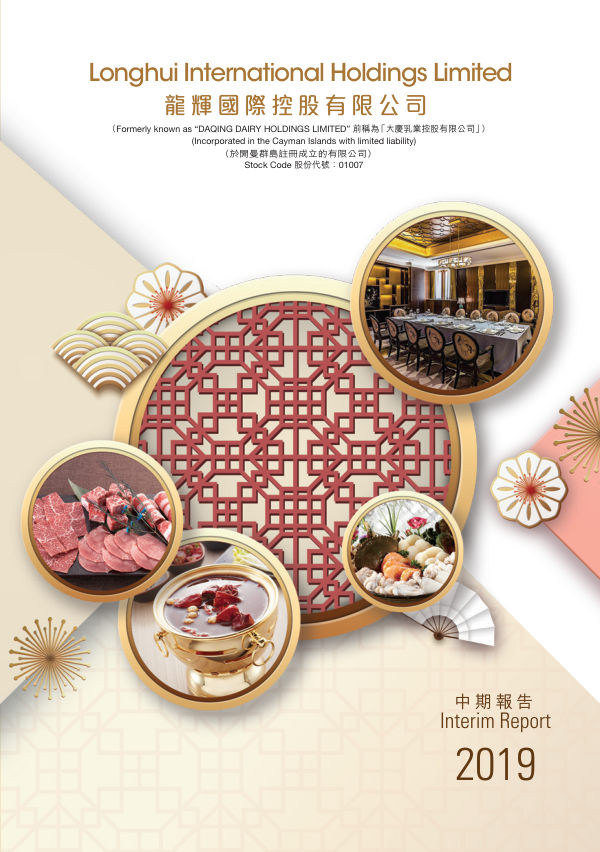 Longhui International Holdings Limited
龍輝國際控股有限公司
（Formerly known as “DAQING DAIRY HOLDINGS LIMITED” 前稱為「大慶乳業控股有限公司」）
(Incorporated in the Cayman Islands with limited liability)
（於開曼群島註冊成立的有限公司）
Stock Code 股份代號：01007
中期報告
Interim Report
2019